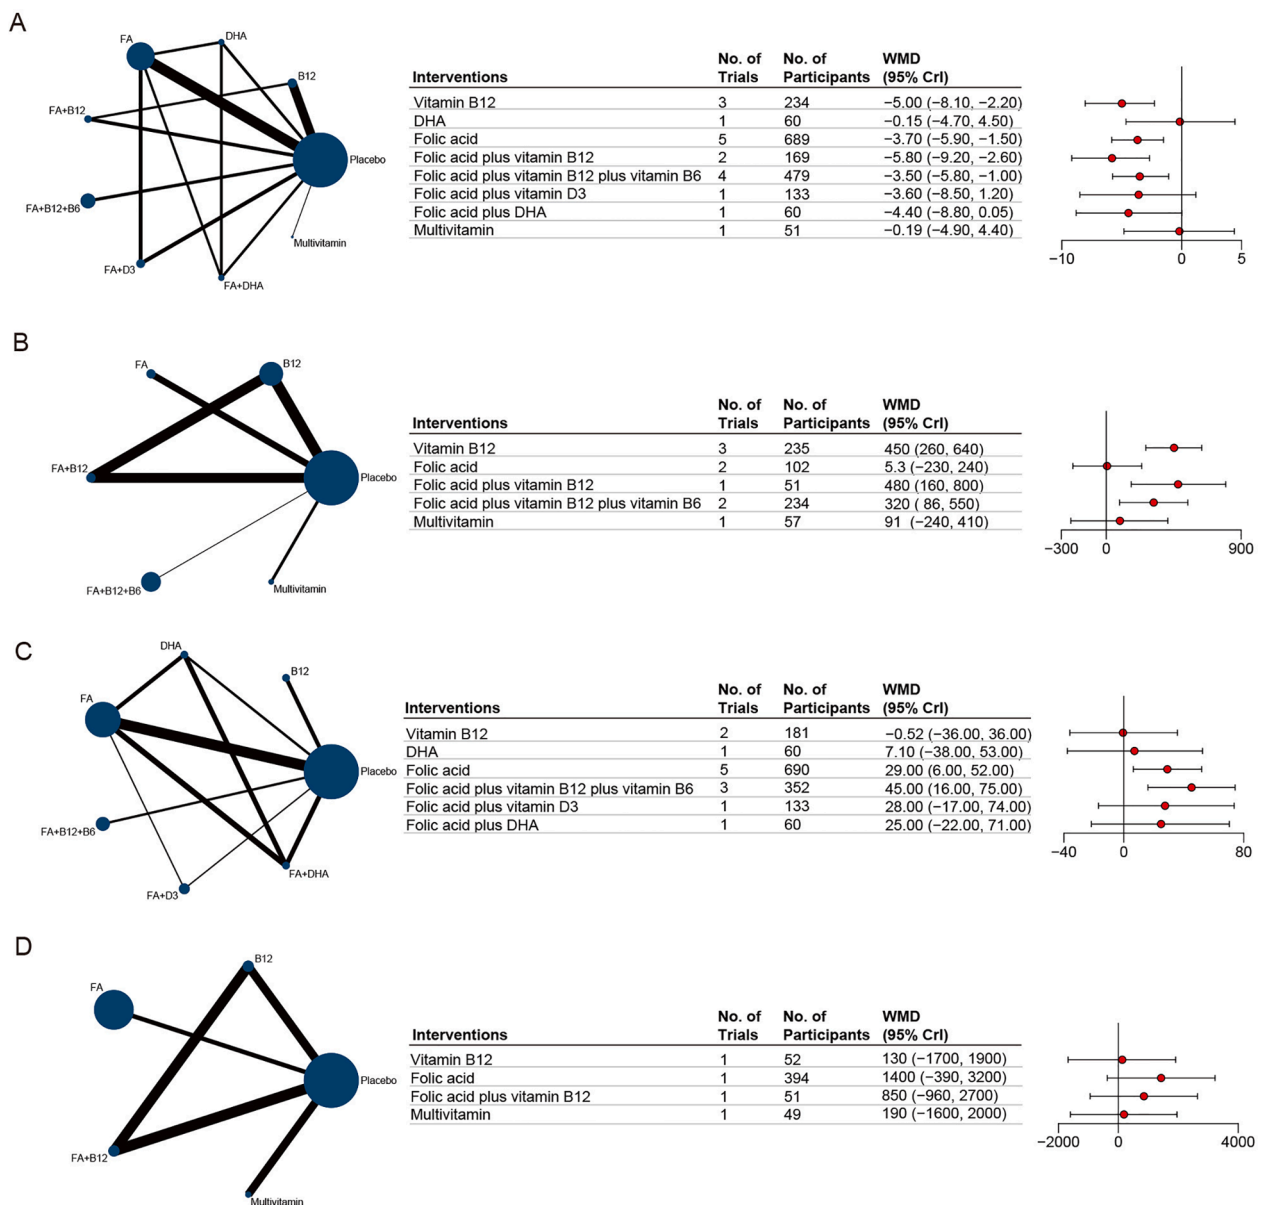 A
FA
DHA
B12
FA+B12
Placebo
FA+B12+B6
Multivitamin
FA+D3
FA+DHA
No. of No. of WMD
Interventions Trials Participants (95% CrI)
Vitamin B12 3 234 −5.00 (−8.10, −2.20)
DHA 1 60 −0.15 (−4.70, 4.50)
Folic acid 5 689 −3.70 (−5.90, −1.50)
Folic acid plus vitamin B12 2 169 −5.80 (−9.20, −2.60)
Folic acid plus vitamin B12 plus vitamin B6 4 479 −3.50 (−5.80, −1.00)
Folic acid plus vitamin D3 1 133 −3.60 (−8.50, 1.20)
Folic acid plus DHA 1 60 −4.40 (−8.80, 0.05)
Multivitamin 1 51 −0.19 (−4.90, 4.40)
−10 0 5
B
FA
B12
FA+B12
Placebo
FA+B12+B6
Multivitamin
No. of No. of WMD
Interventions Trials Participants (95% CrI)
Vitamin B12 3 235 450 (260, 640)
Folic acid 2 102 5.3 (−230, 240)
Folic acid plus vitamin B12 1 51 480 (160, 800)
Folic acid plus vitamin B12 plus vitamin B6 2 234 320 ( 86, 550)
Multivitamin 1 57 91 (−240, 410)
−300 0 900
C
DHA
B12
FA
Placebo
FA+B12+B6
FA+DHA
FA+D3
No. of No. of WMD
Interventions Trials Participants (95% CrI)
Vitamin B12 2 181 −0.52 (−36.00, 36.00)
DHA 1 60 7.10 (−38.00, 53.00)
Folic acid 5 690 29.00 (6.00, 52.00)
Folic acid plus vitamin B12 plus vitamin B6 3 352 45.00 (16.00, 75.00)
Folic acid plus vitamin D3 1 133 28.00 (−17.00, 74.00)
Folic acid plus DHA 1 60 25.00 (−22.00, 71.00)
−40 0 80
D
B12
FA
Placebo
FA+B12
Multivitamin
No. of No. of WMD
Interventions Trials Participants (95% CrI)
Vitamin B12 1 52 130 (−1700, 1900)
Folic acid 1 394 1400 (−390, 3200)
Folic acid plus vitamin B12 1 51 850 (−960, 2700)
Multivitamin 1 49 190 (−1600, 2000)
−2000 0 4000